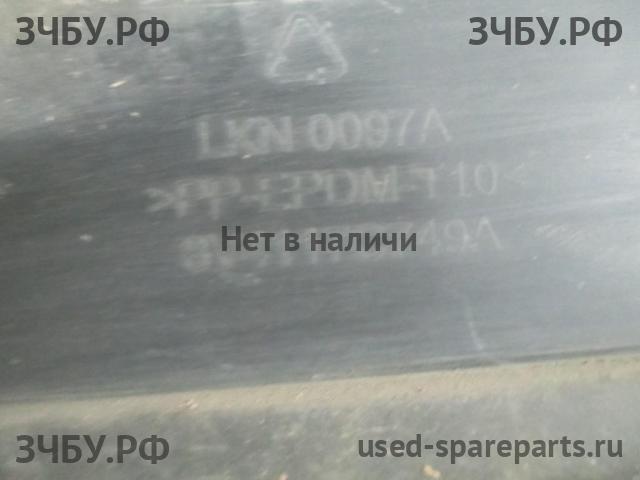 ЗЧБУ.РФ ЗЧБУ.РФ
LKN 0097V
>PP+EPDM-T10<
Нет в наличи
ЗЧБУ.РФ used-spareparts.ru